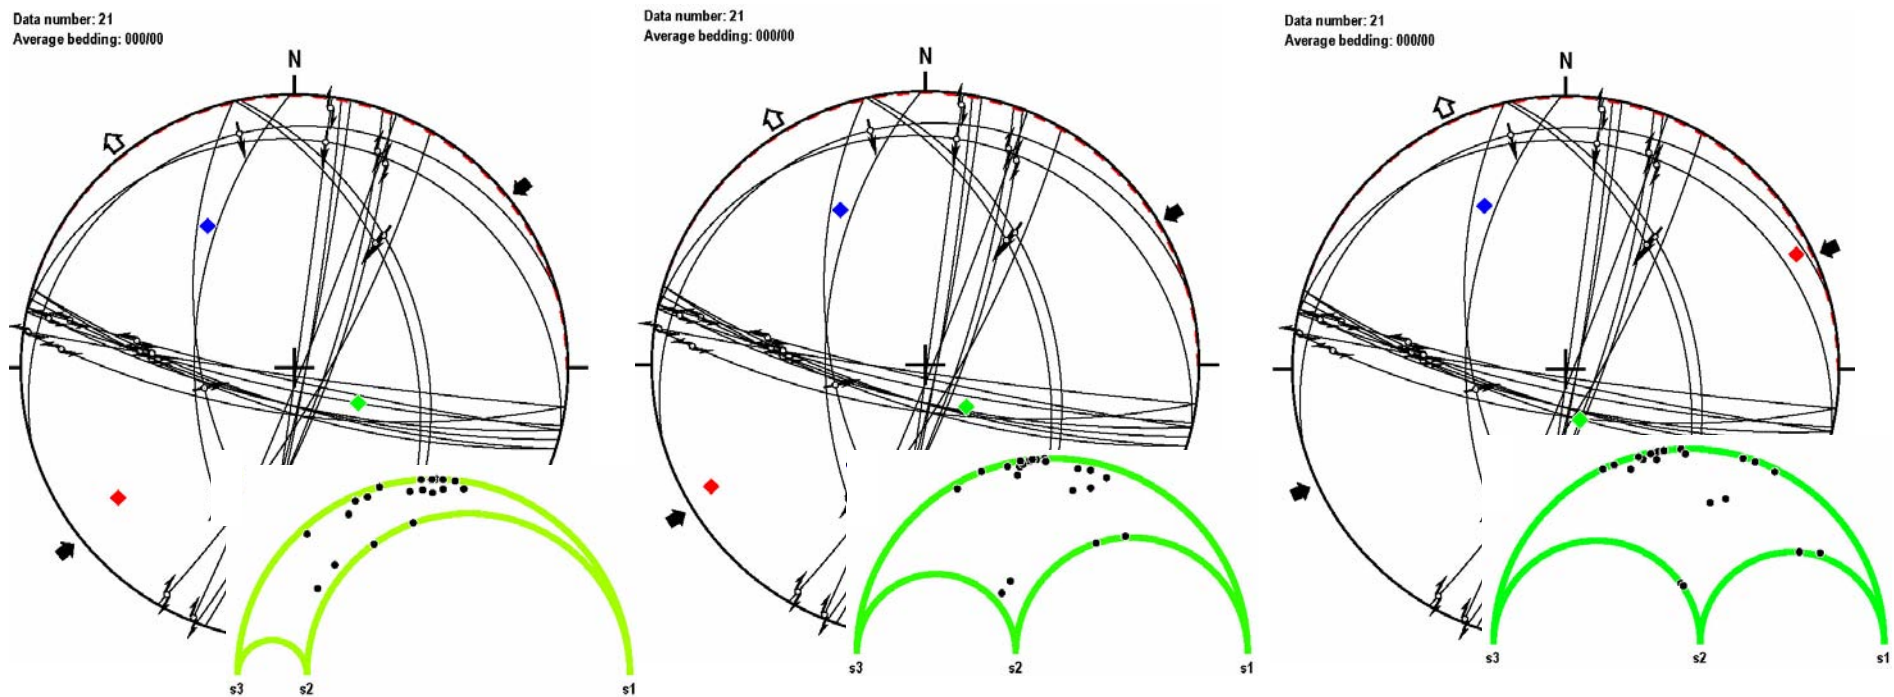 Data number: 21
Average bedding: 000/00
N
s3
s2
s1
Data number: 21
Average bedding: 000/00
N
s3
s2
s1
Data number: 21
Average bedding: 000/00
N
s3
s2
s1